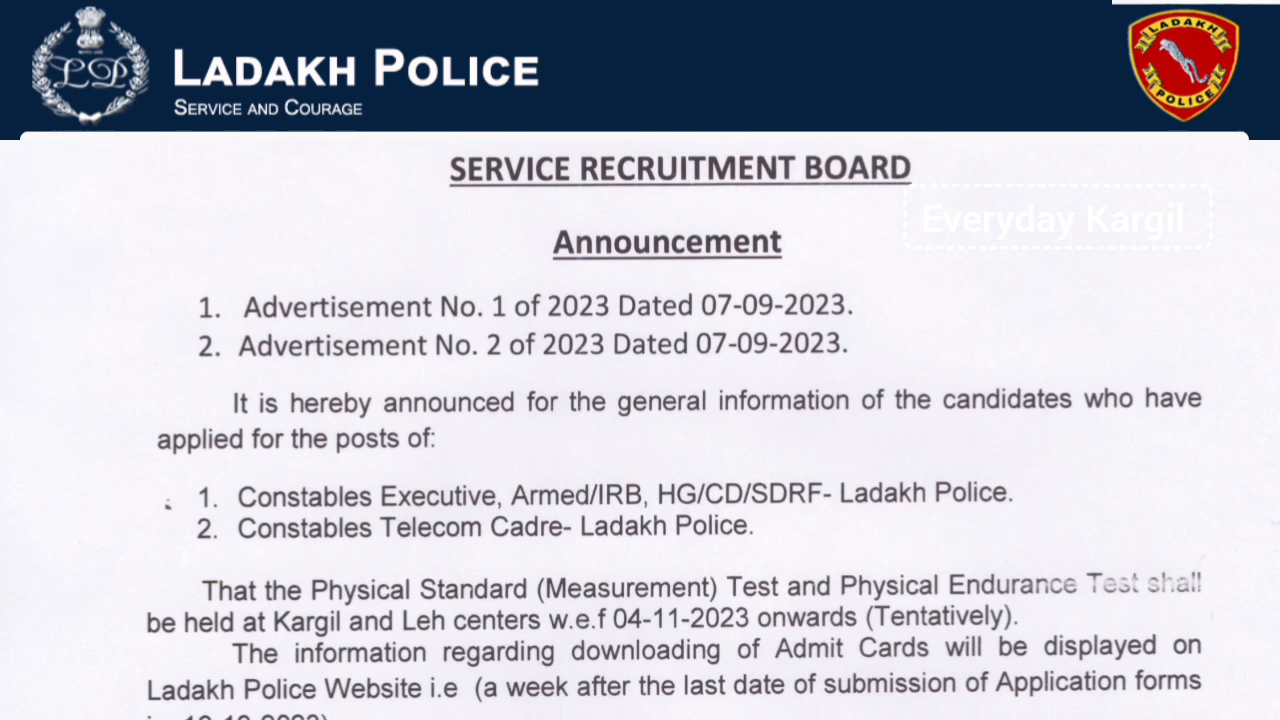 LADAKH POLICE
SERVICE AND COURAGE
LP
LADAKH
POLICE
SERVICE RECRUITMENT BOARD
Everyday Kargil
Announcement
1. Advertisement No. 1 of 2023 Dated 07-09-2023.
2. Advertisement No. 2 of 2023 Dated 07-09-2023.
It is hereby announced for the general information of the candidates who have
applied for the posts of:
1. Constables Executive, Armed/IRB, HG/CD/SDRF- Ladakh Police.
2. Constables Telecom Cadre- Ladakh Police.
That the Physical Standard (Measurement) Test and Physical Endurance Test shall
be held at Kargil and Leh centers w.e.f 04-11-2023 onwards (Tentatively).
The information regarding downloading of Admit Cards will be displayed on
Ladakh Police Website i.e (a week after the last date of submission of Application forms